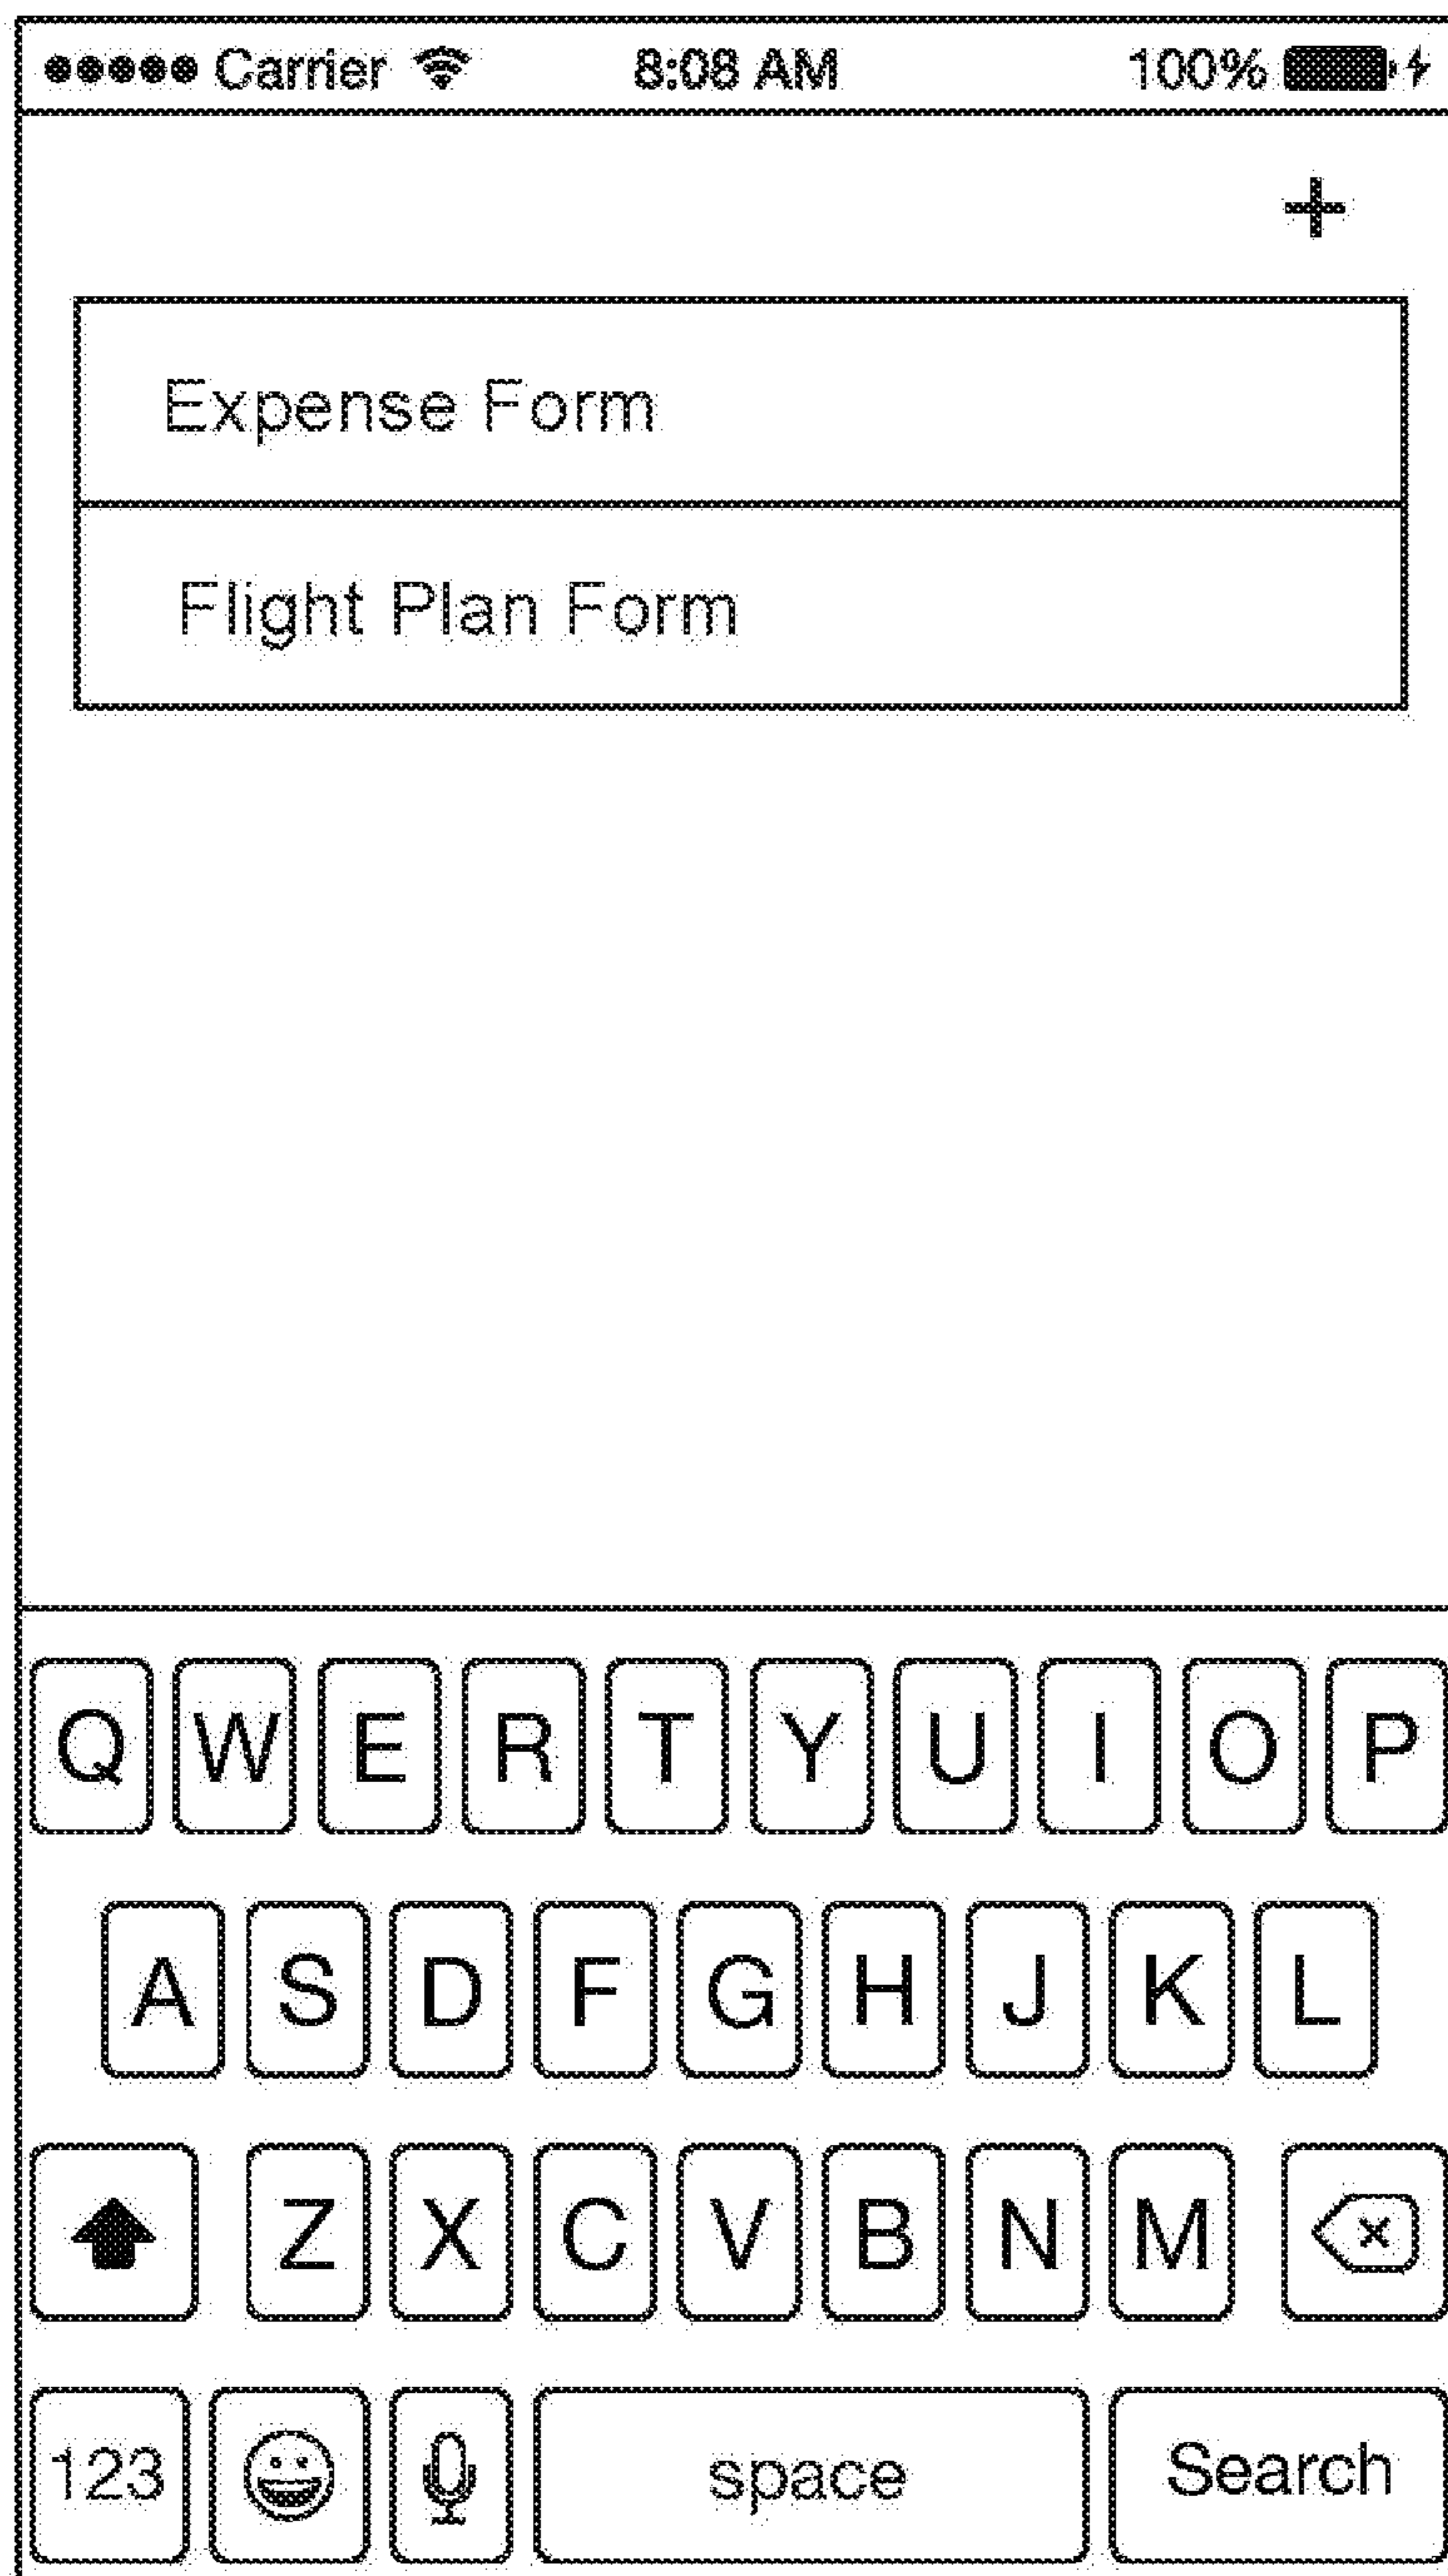 Carrier 8:08 AM 100%
+
Expense Form
Flight Plan Form
Q W E R T Y U I O P
A S D F G H J K L
Z X C V B N M
123 space Search